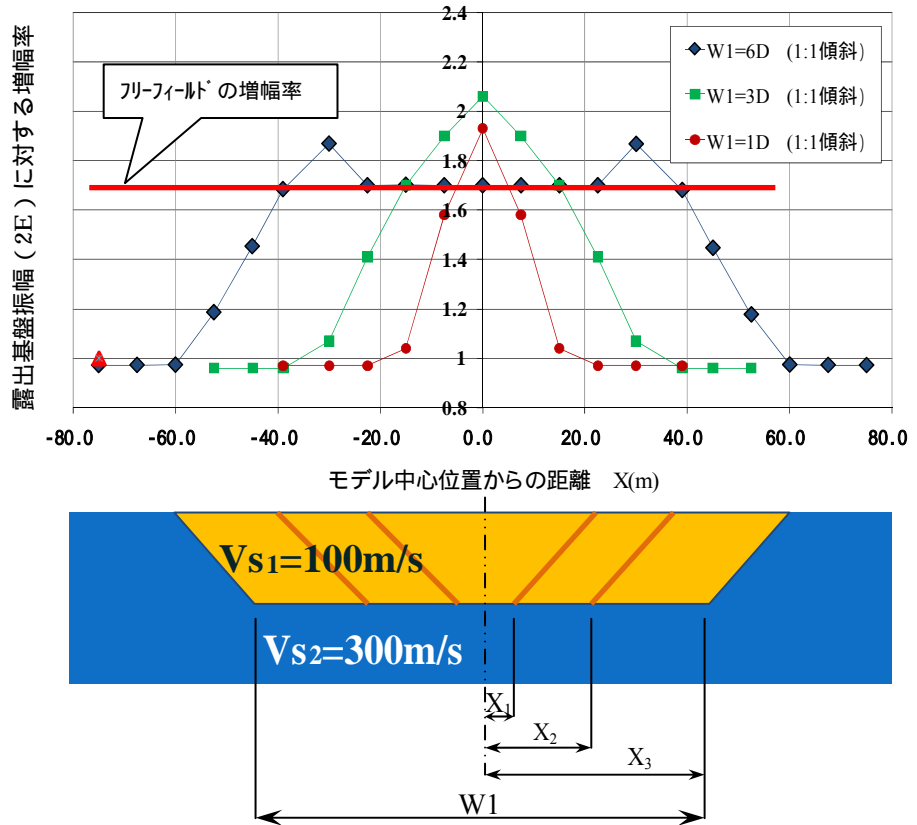 露出基盤振幅(2E)に対する増幅率
2.4
2.2
2
1.8
1.6
1.4
1.2
1
0.8
フリーフィールドの増幅率
W1=6D (1:1傾斜)
W1=3D (1:1傾斜)
W1=1D (1:1傾斜)
-80.0 -60.0 -40.0 -20.0 0.0 20.0 40.0 60.0 80.0
モデル中心位置からの距離 X(m)
Vs1=100m/s
Vs2=300m/s
X1
X2
X3
W1